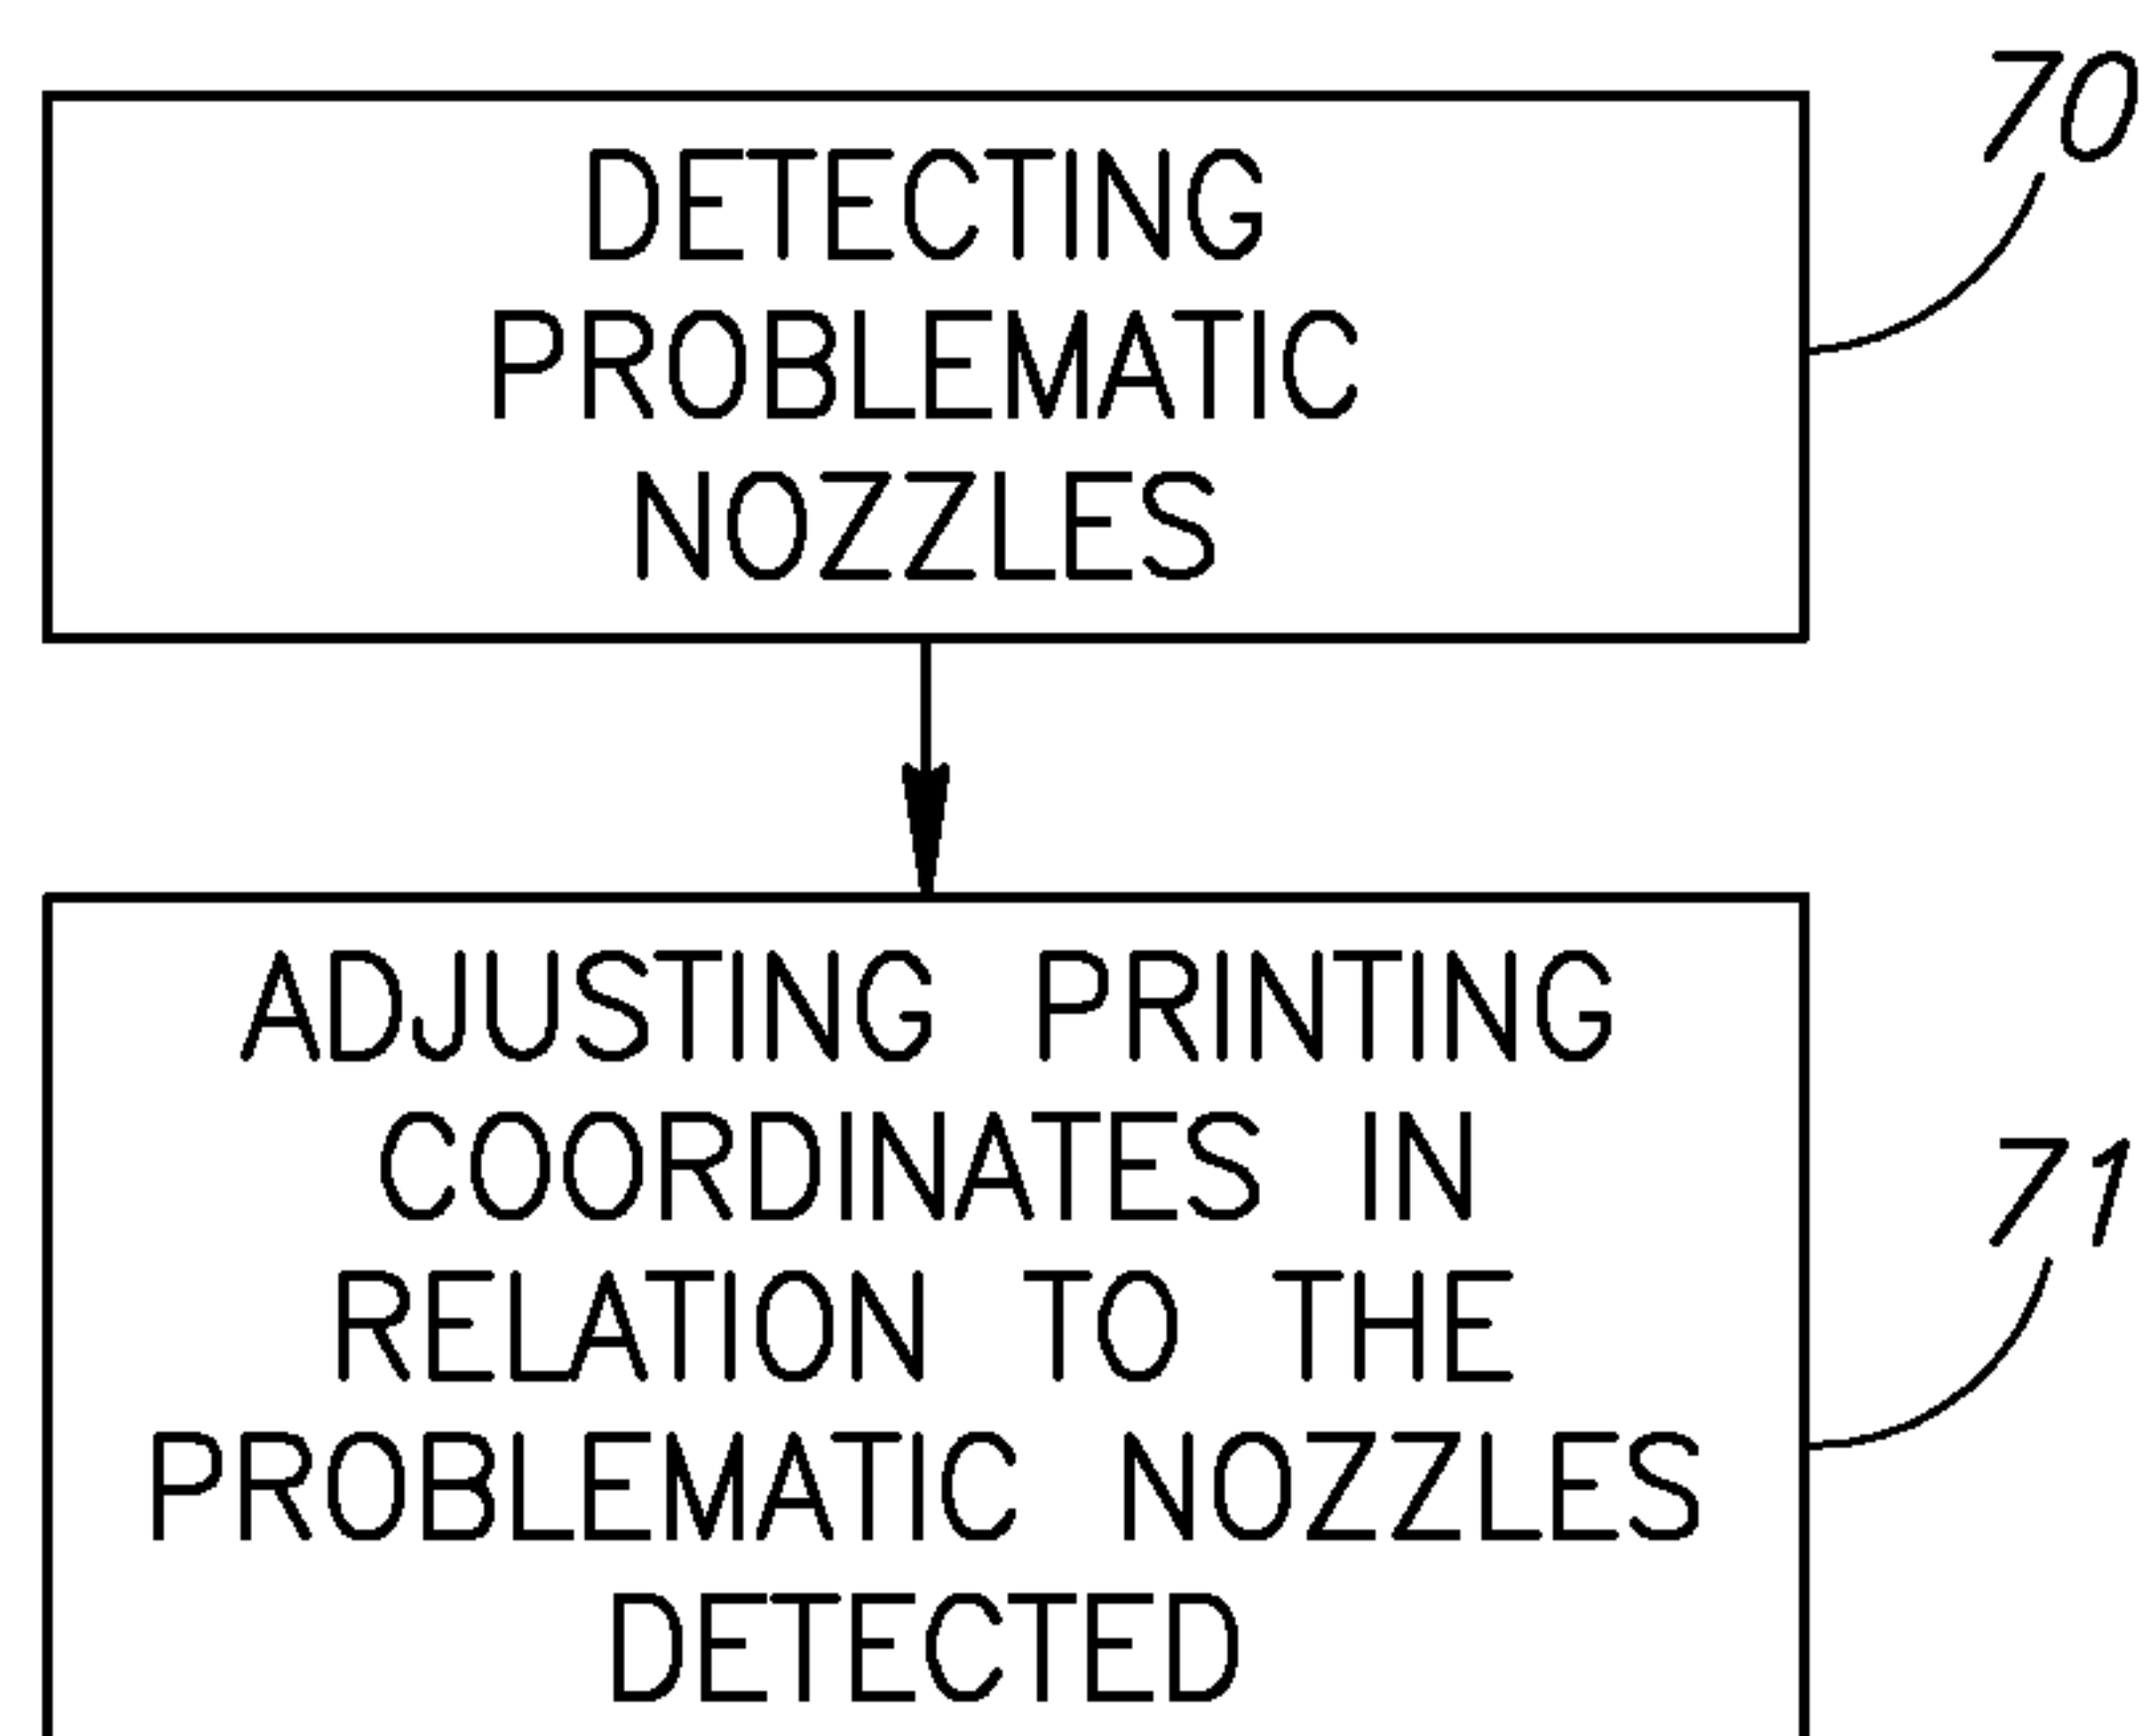 70
DETECTING
PROBLEMATIC
NOZZLES
ADJUSTING PRINTING
COORDINATES IN
71
RELATION TO THE
PROBLEMATIC NOZZLES
DETECTED